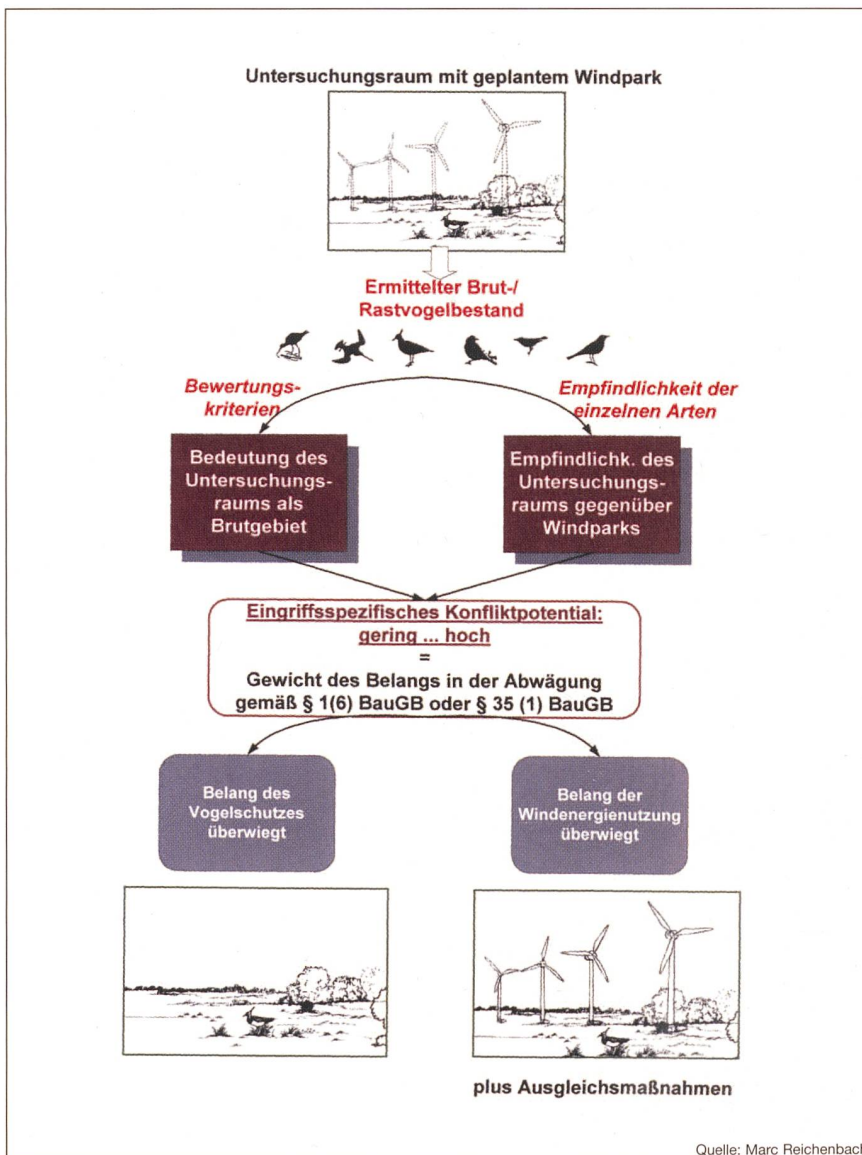 Untersuchungsraum mit geplantem Windpark
Ermittelter Brut-/
Rastvogelbestand
Bewertungs-
kriterien
Empfindlichkeit der
einzelnen Arten
Bedeutung des
Untersuchungs-
raums als
Brutgebiet
Empfindlichk. des
Untersuchungs-
raums gegenüber
Windparks
Eingriffsspezifisches Konfliktpotential:
gering ... hoch
=
Gewicht des Belangs in der Abwägung
gemäß § 1(6) BauGB oder § 35 (1) BauGB
Belang des
Vogelschutzes
überwiegt
Belang der
Windenergienutzung
überwiegt
plus Ausgleichsmaßnahmen
Quelle: Marc Reichenbach